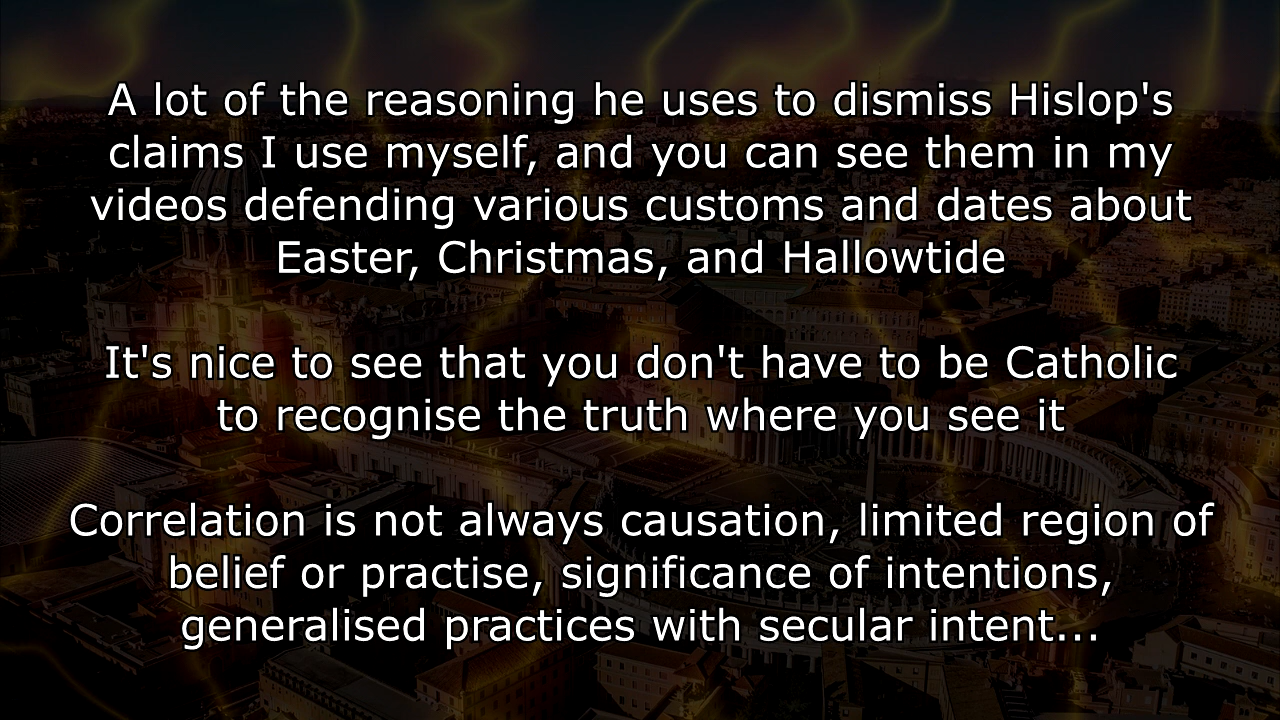 A lot of the reasoning he uses to dismiss Hislop's
claims I use myself, and you can see them in my
videos defending various customs and dates about
Easter, Christmas, and Hallowtide
It's nice to see that you don't have to be Catholic
to recognise the truth where you see it
Correlation is not always causation, limited region of
belief or practise, significance of intentions,
generalised practices with secular intent...